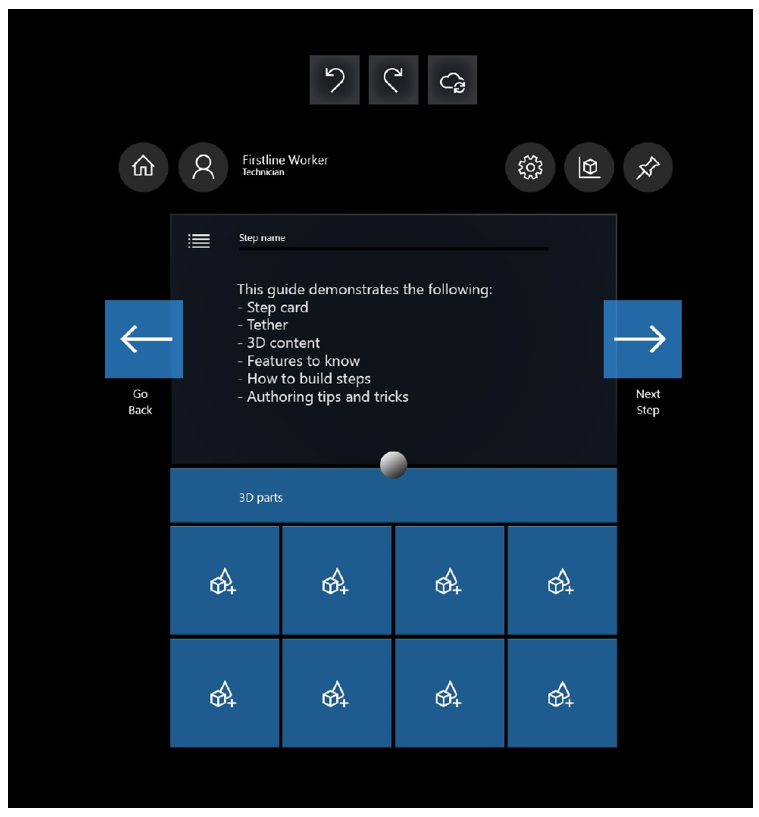 Firstline Worker
Technician
Step name
This guide demonstrates the following:
- Step card
- Tether
- 3D content
- Features to know
- How to build steps
- Authoring tips and tricks
Go
Back
Next
Step
3D parts